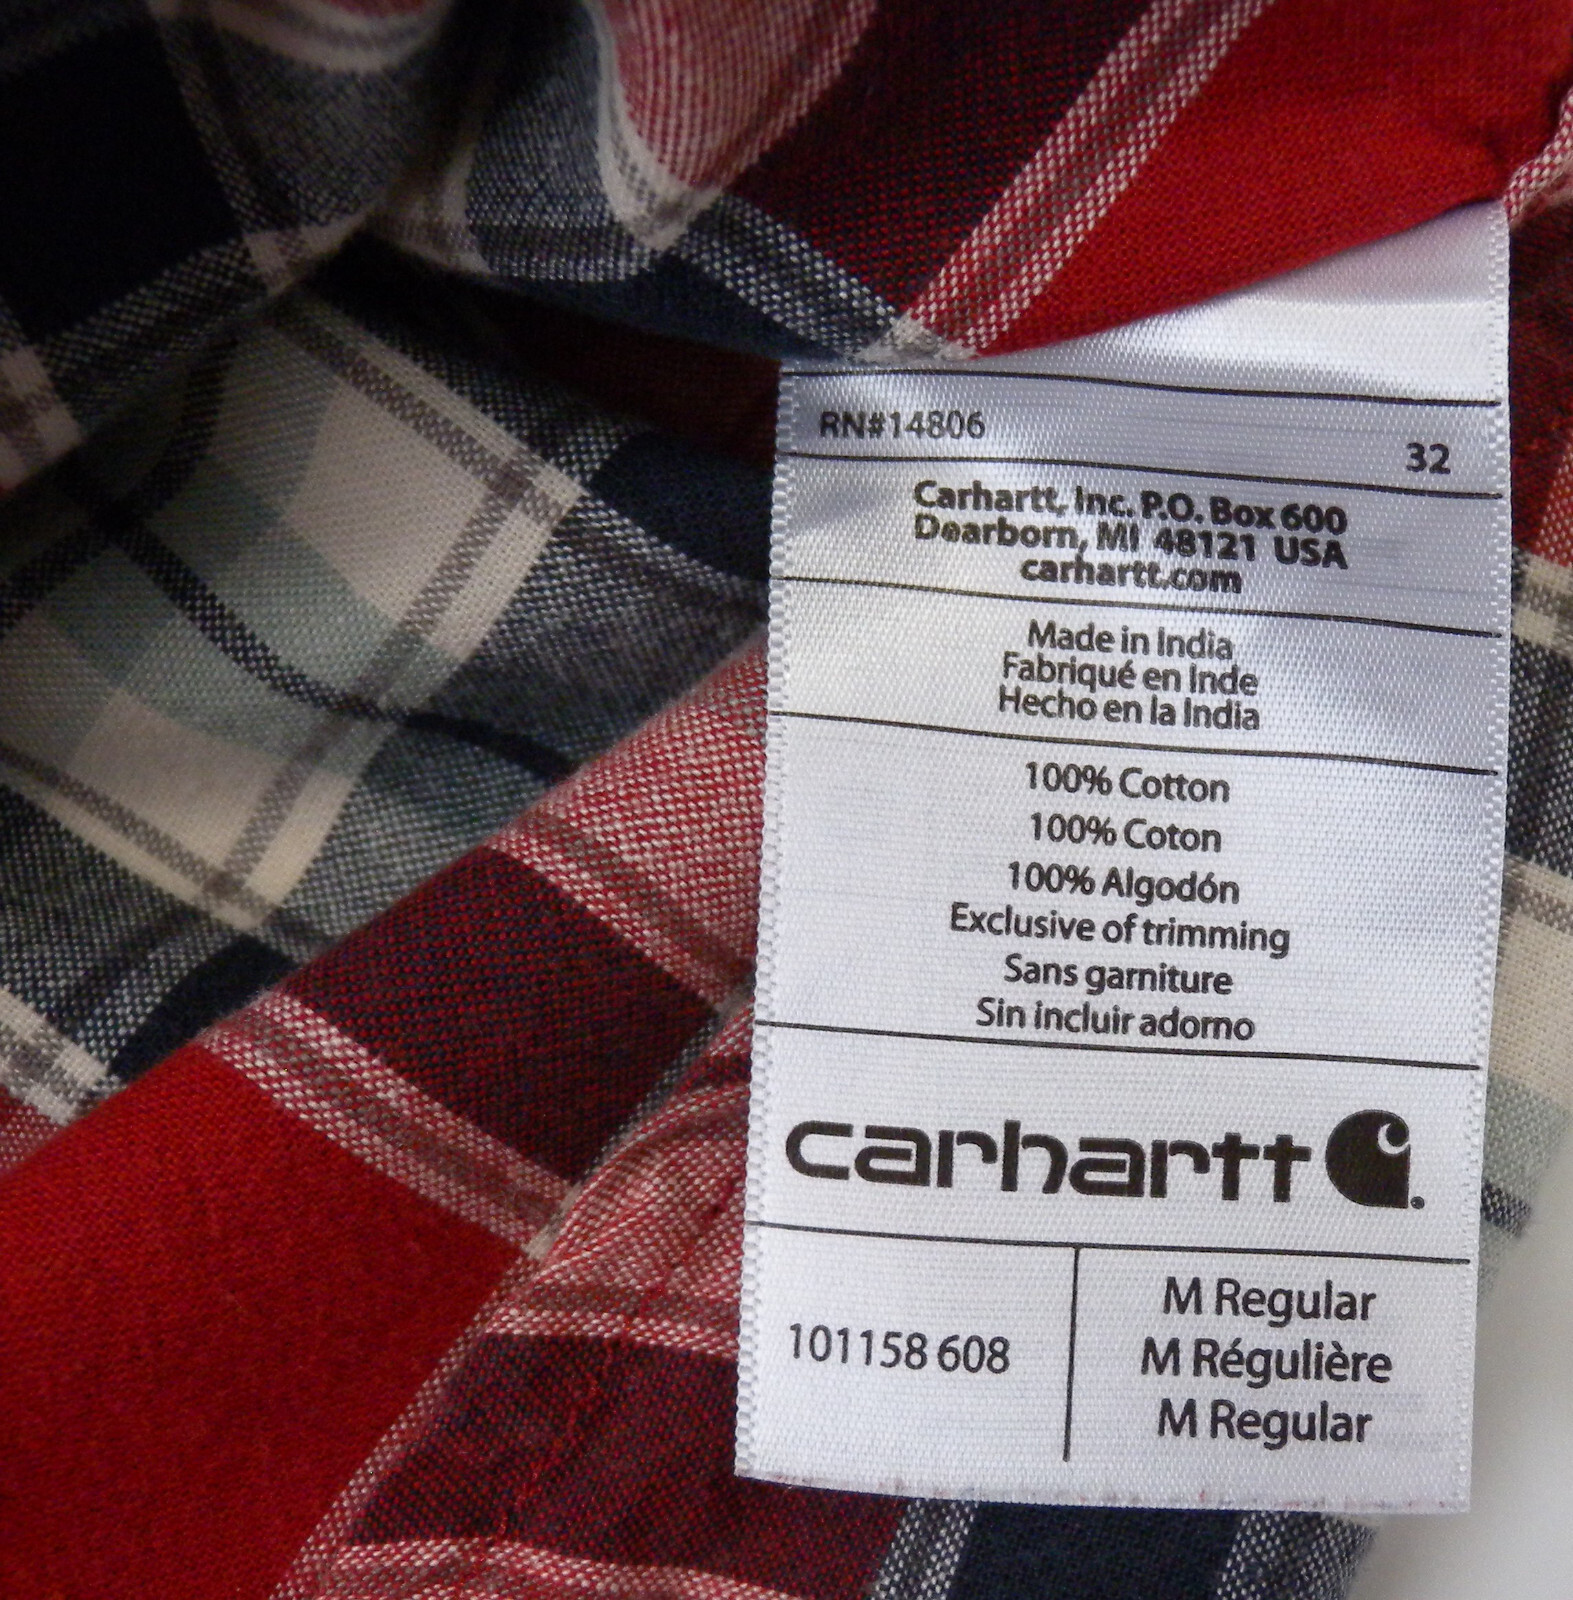 RN#14806
32
Carhartt, Inc. P.O. Box 600
Dearborn, MI 48121 USA
carhartt.com
Made in India
Fabriqué en Inde
Hecho en la India
100% Cotton
100% Coton
100% Algodón
Exclusive of trimming
Sans garniture
Sin incluir adorno
carhartt
101158 608
M Regular
M Régulière
M Regular